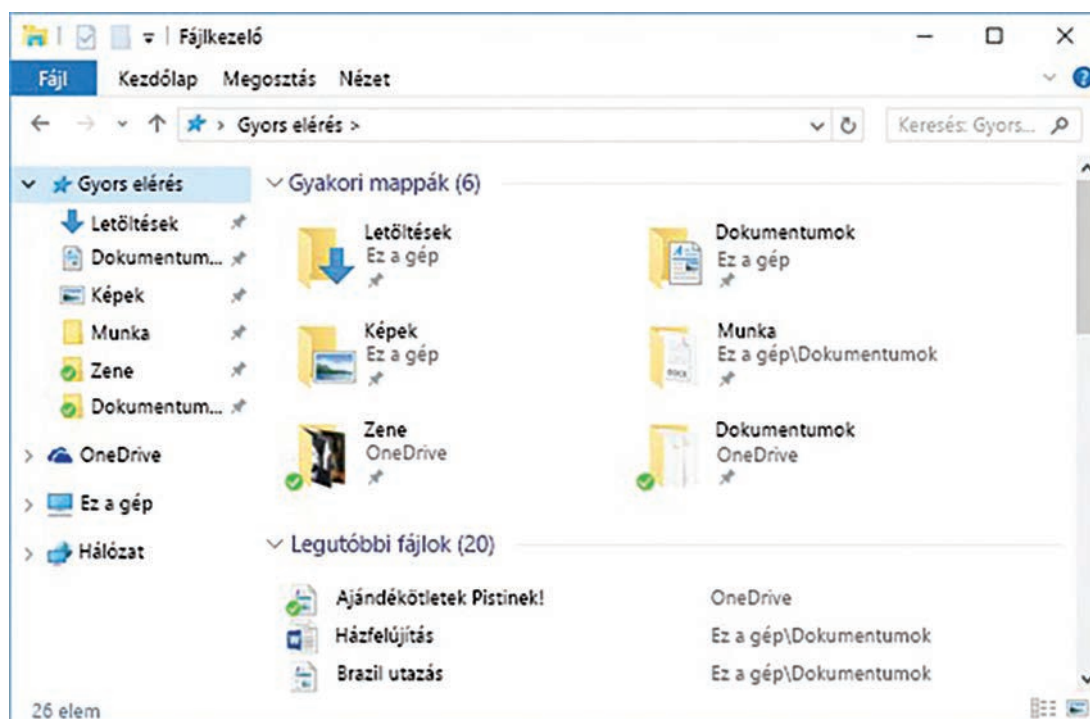 Fájlkezelő
Fájl Kezdőlap Megosztás Nézet
Gyors elérés > Keresés: Gyors...
Gyors elérés
Letöltések
Dokumentum...
Képek
Munka
Zene
Dokumentum...
OneDrive
Ez a gép
Hálózat
Gyakori mappák (6)
Letöltések
Ez a gép
Dokumentumok
Ez a gép
Képek
Ez a gép
Munka
Ez a gép\Dokumentumok
Zene
OneDrive
Dokumentumok
OneDrive
Legutóbbi fájlok (20)
Ajándékötletek Pistinek! OneDrive
Házfelújítás Ez a gép\Dokumentumok
Brazil utazás Ez a gép\Dokumentumok
26 elem